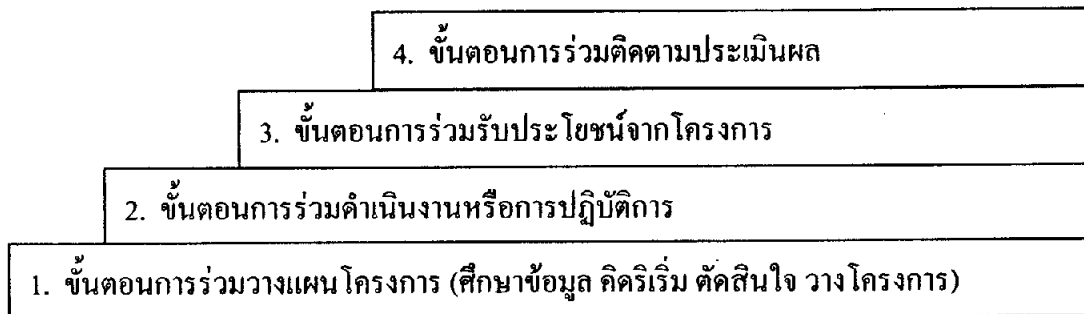 4. ขั้นตอนการร่วมติดตามประเมินผล
3. ขั้นตอนการร่วมรับประโยชน์จากโครงการ
2. ขั้นตอนการร่วมดำเนินงานหรือการปฏิบัติการ
1. ขั้นตอนการร่วมวางแผนโครงการ (ศึกษาข้อมูล คิดริเริ่ม ตัดสินใจ วางโครงการ)